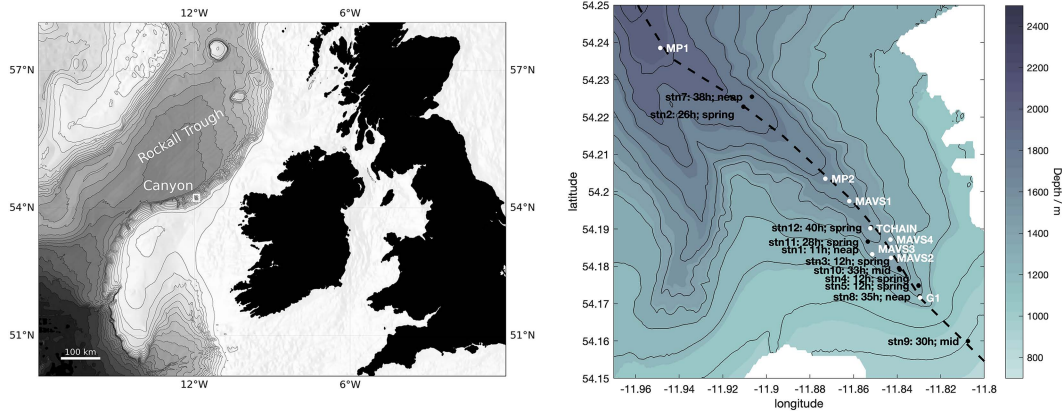 12°W
6°W
57°N
57°N
Rockall Trough
Canyon
54°N
54°N
51°N
51°N
100 km
12°W
6°W
54.25
54.24
54.23
54.22
54.21
54.2
54.19
54.18
54.17
54.16
54.15
latitude
MP1
stn7: 38h; neap
stn2: 26h; spring
MP2
MAVS1
stn12: 40h; spring
TCHAIN
stn11: 28h; spring
MAVS4
stn1: 11h; neap
MAVS3
stn3: 12h; spring
MAVS2
stn10: 33h; mid
stn4: 12h; spring
stn5: 12h; spring
stn8: 35h; neap
G1
stn9: 30h; mid
-11.96
-11.94
-11.92
-11.9
-11.88
-11.86
-11.84
-11.82
-11.8
longitude
2400
2200
2000
1800
1600
1400
1200
1000
800
Depth / m